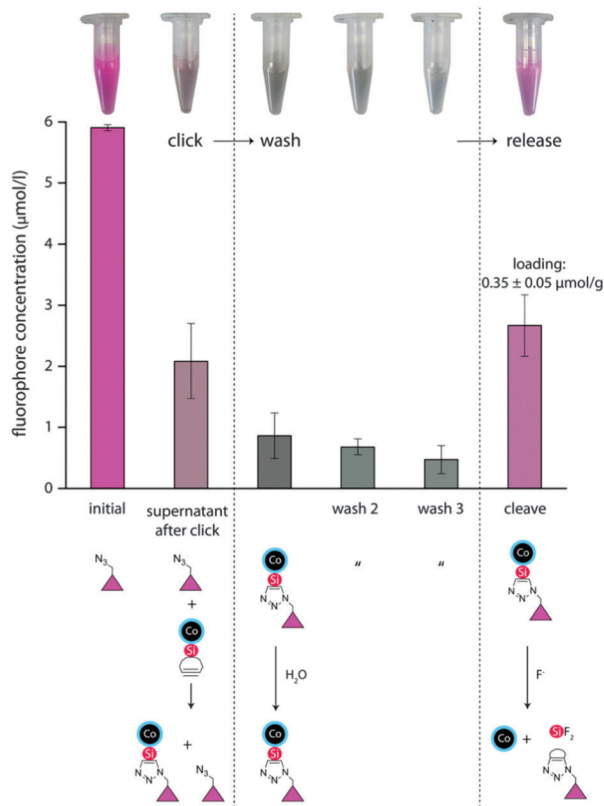 click → wash → release
6
5
4
3
2
1
0
fluorophore concentration (μmol/l)
loading:
0.35 ± 0.05 μmol/g
initial
supernatant
after click
wash 2
wash 3
cleave
N₃
N₃
+
Co
Si
Co
Si
N
N
N
"
"
Co
Si
N
N
N
H₂O
F⁻
Co
Si
N
N
N
+
N₃
Co
Si
N
N
N
Co
+
SiF₂
N
N
N